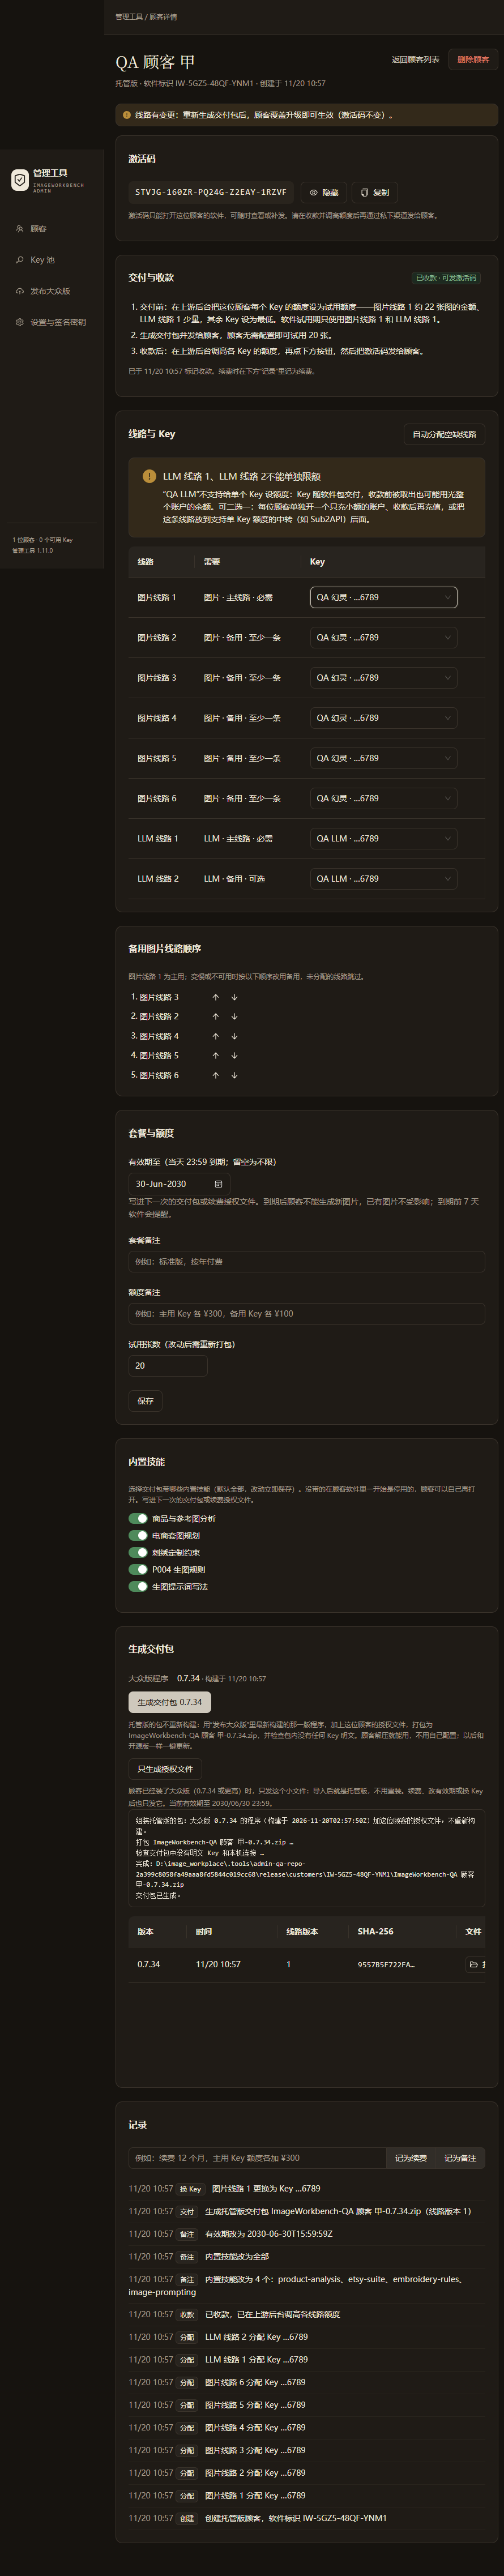 管理工具 / 顾客详情
QA 顾客 甲
返回顾客列表
删除顾客
托管版 · 软件标识 IW-5GZ5-48QF-YNM1 · 创建于 11/20 10:57
线路有变更：重新生成交付包后，顾客覆盖升级即可生效（激活码不变）。
管理工具
IMAGEWORKBENCH
ADMIN
顾客
Key 池
发布大众版
设置与签名密钥
1 位顾客 · 0 个可用 Key
管理工具 1.11.0
激活码
STVJG-160ZR-PQ24G-Z2EAY-1RZVF
隐藏
复制
激活码只能打开这位顾客的软件，可随时查看或补发。请在收款并调高额度后再通过私下渠道发给顾客。
交付与收款
已收款 · 可发激活码
1. 交付前：在上游后台把这位顾客每个 Key 的额度设为试用额度——图片线路 1 约 22 张图的金额、
LLM 线路 1 少量，其余 Key 设为最低。软件试用期只使用图片线路 1 和 LLM 线路 1。
2. 生成交付包并发给顾客，顾客无需配置即可试用 20 张。
3. 收款后：在上游后台调高各 Key 的额度，再点下方按钮，然后把激活码发给顾客。
已于 11/20 10:57 标记收款。续费时在下方“记录”里记为续费。
线路与 Key
自动分配空缺线路
LLM 线路 1、LLM 线路 2不能单独限额
“QA LLM”不支持给单个 Key 设额度：Key 随软件包交付，收款前被取出也可能用光整
个账户的余额。可二选一：每位顾客单独开一个只充小额的账户、收款后再充值，或把
这条线路放到支持单 Key 额度的中转（如 Sub2API）后面。
线路 需要 Key
图片线路 1 图片 · 主线路 · 必需 QA 幻灵 · …6789
图片线路 2 图片 · 备用 · 至少一条 QA 幻灵 · …6789
图片线路 3 图片 · 备用 · 至少一条 QA 幻灵 · …6789
图片线路 4 图片 · 备用 · 至少一条 QA 幻灵 · …6789
图片线路 5 图片 · 备用 · 至少一条 QA 幻灵 · …6789
图片线路 6 图片 · 备用 · 至少一条 QA 幻灵 · …6789
LLM 线路 1 LLM · 主线路 · 必需 QA LLM · …6789
LLM 线路 2 LLM · 备用 · 可选 QA LLM · …6789
备用图片线路顺序
图片线路 1 为主用；变慢或不可用时按以下顺序改用备用，未分配的线路跳过。
1. 图片线路 3
2. 图片线路 2
3. 图片线路 4
4. 图片线路 5
5. 图片线路 6
套餐与额度
有效期至（当天 23:59 到期；留空为不限）
30-Jun-2030
写进下一次的交付包或续费授权文件。到期后顾客不能生成新图片，已有图片不受影响；到期前 7 天
软件会提醒。
套餐备注
例如：标准版，按年付费
额度备注
例如：主用 Key 各 ¥300，备用 Key 各 ¥100
试用张数（改动后需重新打包）
20
保存
内置技能
选择交付包带哪些内置技能（默认全部，改动立即保存）。没带的在顾客软件里一开始是停用的，顾客可以自己再打
开。写进下一次的交付包或续费授权文件。
商品与参考图分析
电商套图规划
刺绣定制约束
P004 生图规则
生图提示词写法
生成交付包
大众版程序 0.7.34 · 构建于 11/20 10:57
生成交付包 0.7.34
托管版的包不重新构建：用“发布大众版”里最新构建的那一版程序，加上这位顾客的授权文件，打包为
ImageWorkbench-QA 顾客 甲-0.7.34.zip，并检查包内没有任何 Key 明文。顾客解压就能用，不用自己配置；以后和
开源版一样一键更新。
只生成授权文件
顾客已经装了大众版（0.7.34 或更高）时，只发这个小文件：导入后就是托管版，不用重装。续费、改有效期或换 Key
后也只发它。当前有效期至 2030/06/30 23:59。
组装托管版的包：大众版 0.7.34 的程序（构建于 2026-11-20T02:57:50Z）加这位顾客的授权文件，不重新构
建。
打包 ImageWorkbench-QA 顾客 甲-0.7.34.zip …
检查交付包中没有明文 Key 和本机连接 …
完成: D:\image_workplace\.tools\admin-qa-repo-
2a399c8058fa49aaa8fd5844c019cc68\release\customers\IW-5GZ5-48QF-YNM1\ImageWorkbench-QA 顾客
甲-0.7.34.zip
交付包已生成。
版本 时间 线路版本 SHA-256 文件
0.7.34 11/20 10:57 1 9557B5F722FA…
记录
例如：续费 12 个月，主用 Key 额度各加 ¥300
记为续费
记为备注
11/20 10:57 换 Key 图片线路 1 更换为 Key …6789
11/20 10:57 交付 生成托管版交付包 ImageWorkbench-QA 顾客 甲-0.7.34.zip（线路版本 1）
11/20 10:57 备注 有效期改为 2030-06-30T15:59:59Z
11/20 10:57 备注 内置技能改为全部
11/20 10:57 备注 内置技能改为 4 个：product-analysis、etsy-suite、embroidery-rules、
image-prompting
11/20 10:57 收款 已收款，已在上游后台调高各线路额度
11/20 10:57 分配 LLM 线路 2 分配 Key …6789
11/20 10:57 分配 LLM 线路 1 分配 Key …6789
11/20 10:57 分配 图片线路 6 分配 Key …6789
11/20 10:57 分配 图片线路 5 分配 Key …6789
11/20 10:57 分配 图片线路 4 分配 Key …6789
11/20 10:57 分配 图片线路 3 分配 Key …6789
11/20 10:57 分配 图片线路 2 分配 Key …6789
11/20 10:57 分配 图片线路 1 分配 Key …6789
11/20 10:57 创建 创建托管版顾客，软件标识 IW-5GZ5-48QF-YNM1